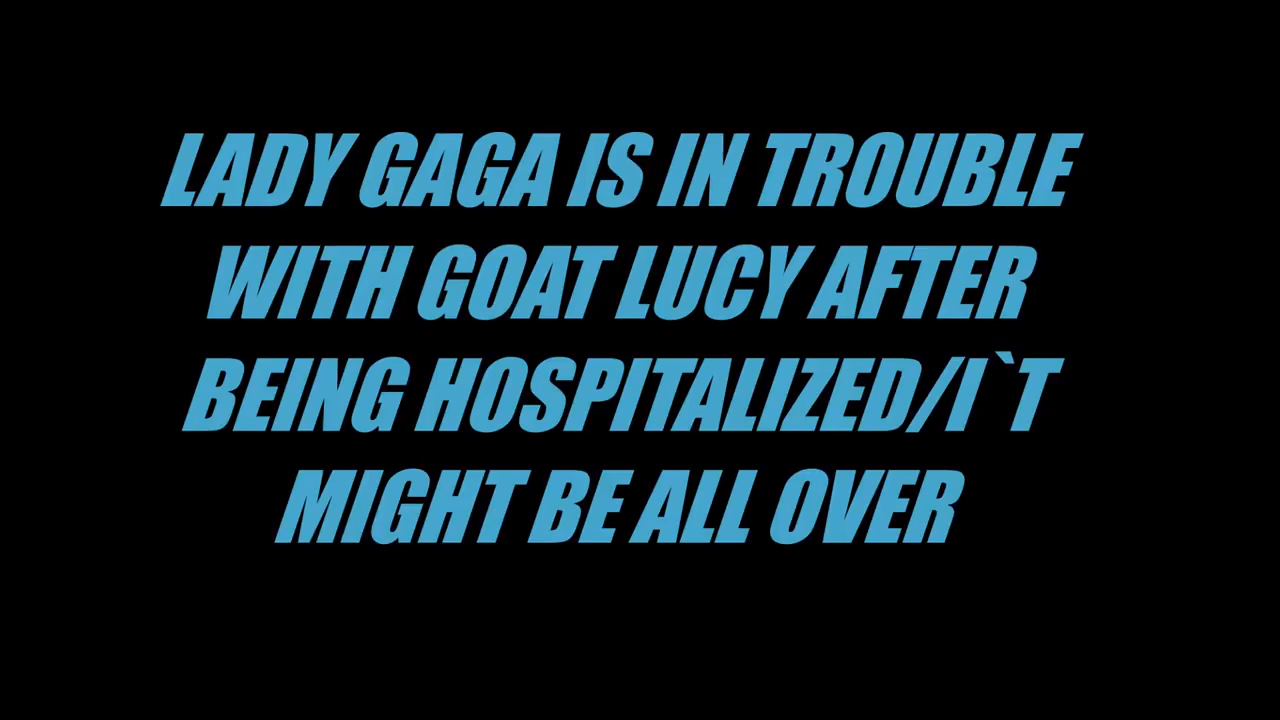 LADY GAGA IS IN TROUBLE
WITH GOAT LUCY AFTER
BEING HOSPITALIZED/I`T
MIGHT BE ALL OVER